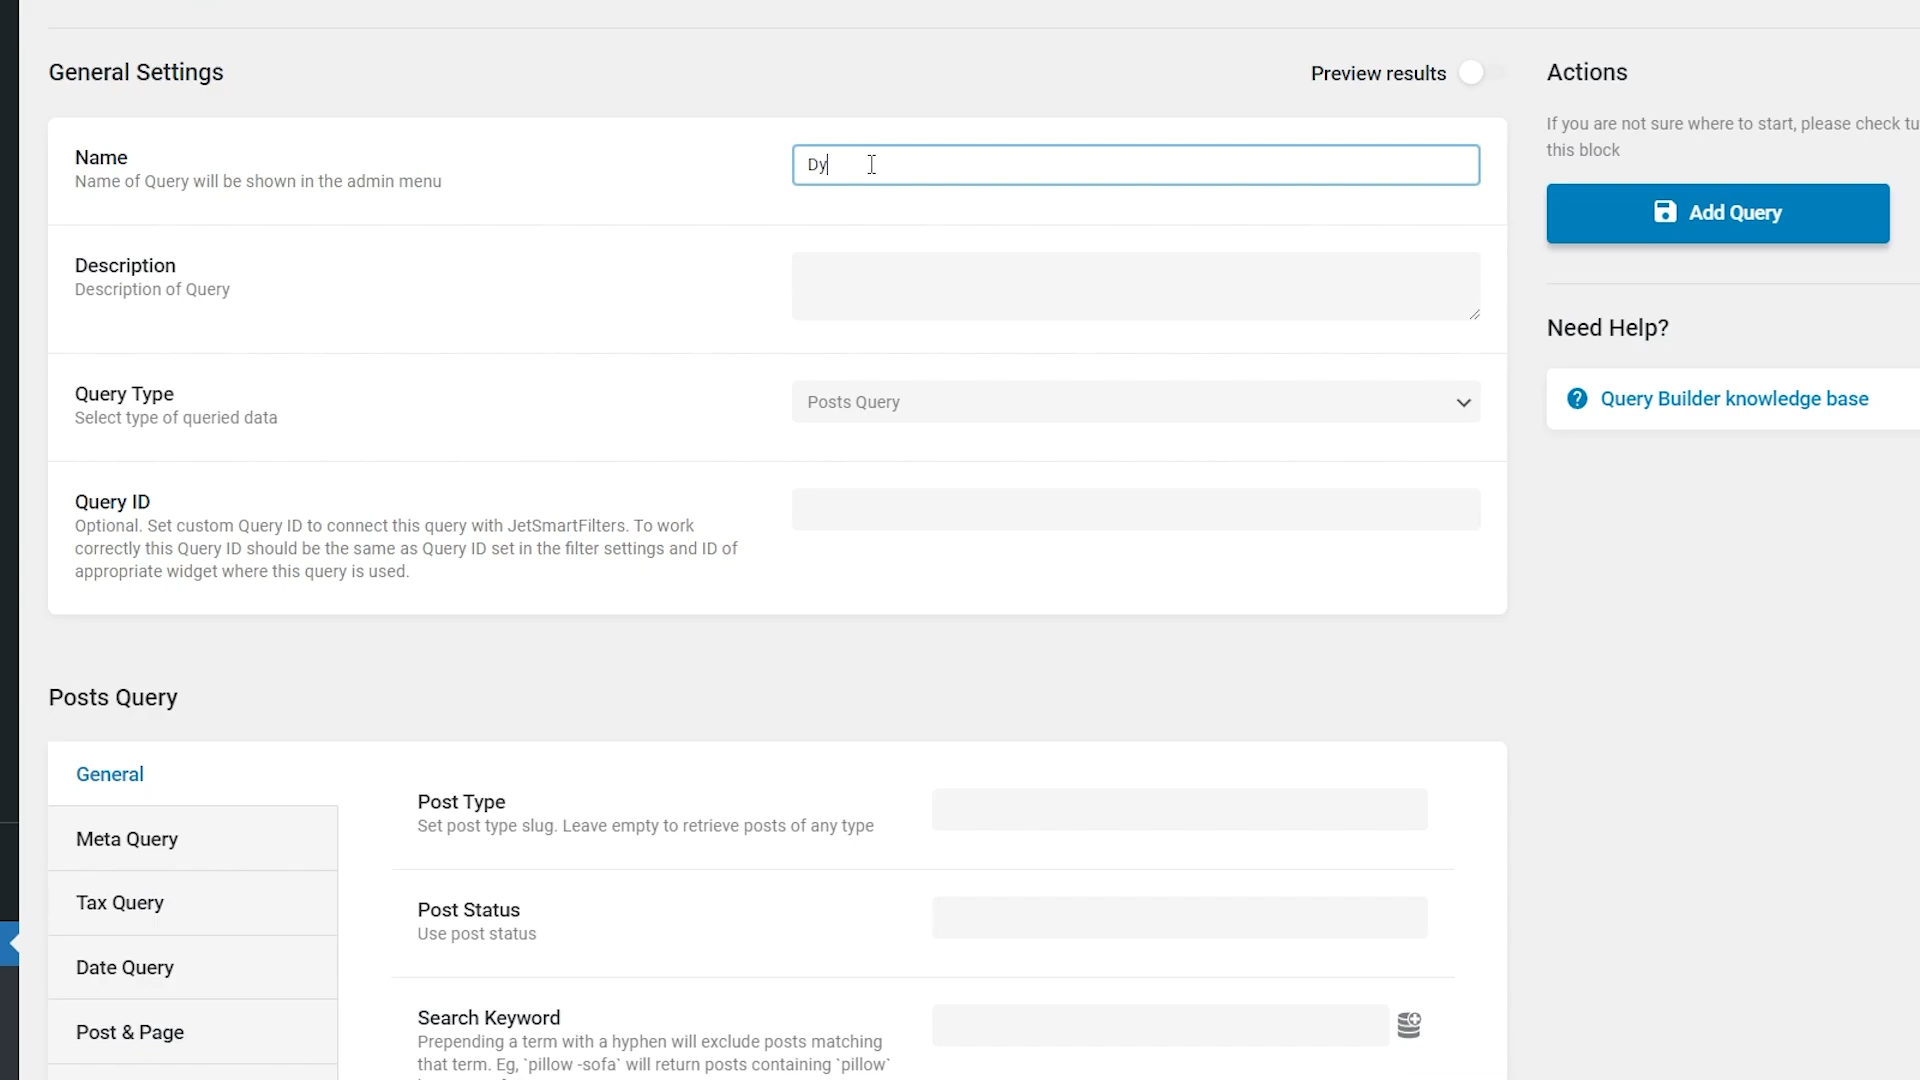 General Settings
Preview results
Name
Name of Query will be shown in the admin menu
Dy
Description
Description of Query
Query Type
Select type of queried data
Posts Query
Query ID
Optional. Set custom Query ID to connect this query with JetSmartFilters. To work
correctly this Query ID should be the same as Query ID set in the filter settings and ID of
appropriate widget where this query is used.
Actions
If you are not sure where to start, please check tu
this block
Add Query
Need Help?
Query Builder knowledge base
Posts Query
General
Meta Query
Tax Query
Date Query
Post & Page
Post Type
Set post type slug. Leave empty to retrieve posts of any type
Post Status
Use post status
Search Keyword
Prepending a term with a hyphen will exclude posts matching
that term. Eg, `pillow -sofa` will return posts containing `pillow`